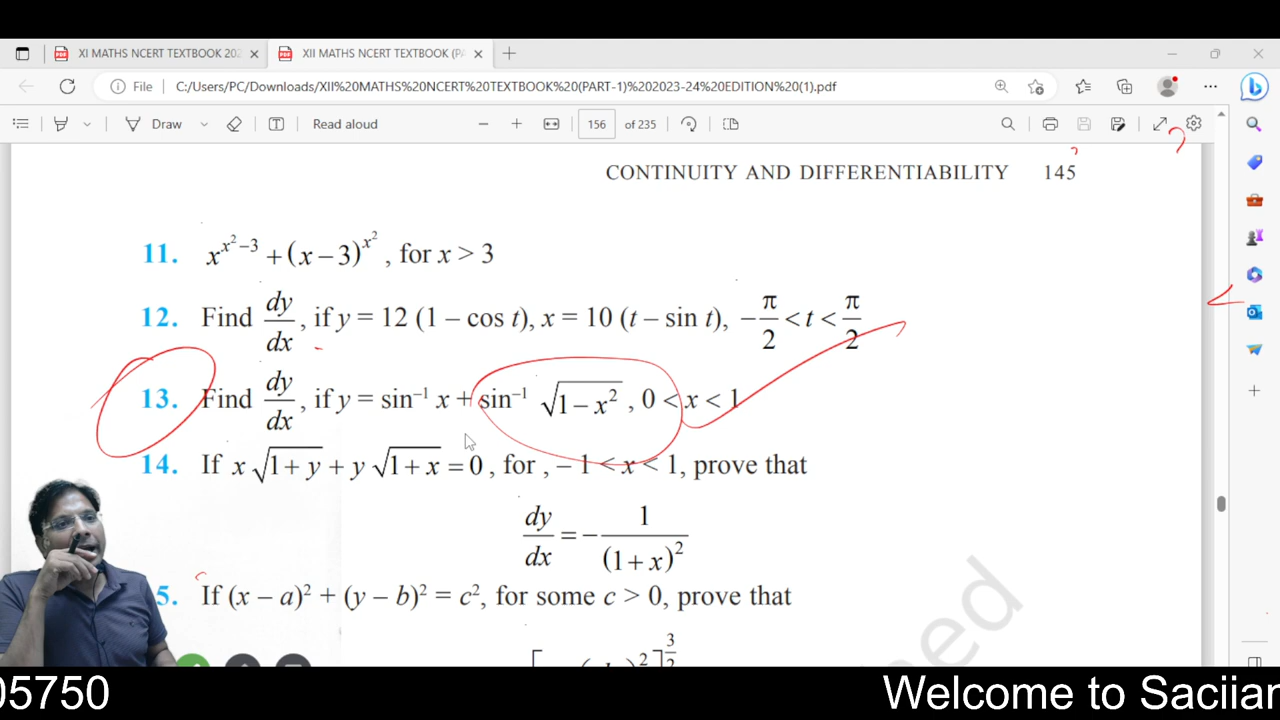 XI MATHS NCERT TEXTBOOK 202
XII MATHS NCERT TEXTBOOK (PA
File C:/Users/PC/Downloads/XII%20MATHS%20NCERT%20TEXTBOOK%20(PART-1)%202023-24%20EDITION%20(1).pdf
Draw Read aloud 156 of 235
CONTINUITY AND DIFFERENTIABILITY 145
11. x^{x^2-3} + (x – 3)^{x^2}, for x > 3
12. Find dy/dx, if y = 12 (1 – cos t), x = 10 (t – sin t), –π/2 < t < π/2
13. Find dy/dx, if y = sin⁻¹ x + sin⁻¹ √(1 – x²), 0 < x < 1
14. If x √(1 + y) + y √(1 + x) = 0, for , – 1 < x < 1, prove that
dy/dx = – 1/(1 + x)²
5. If (x – a)² + (y – b)² = c², for some c > 0, prove that
05750 Welcome to Saciian